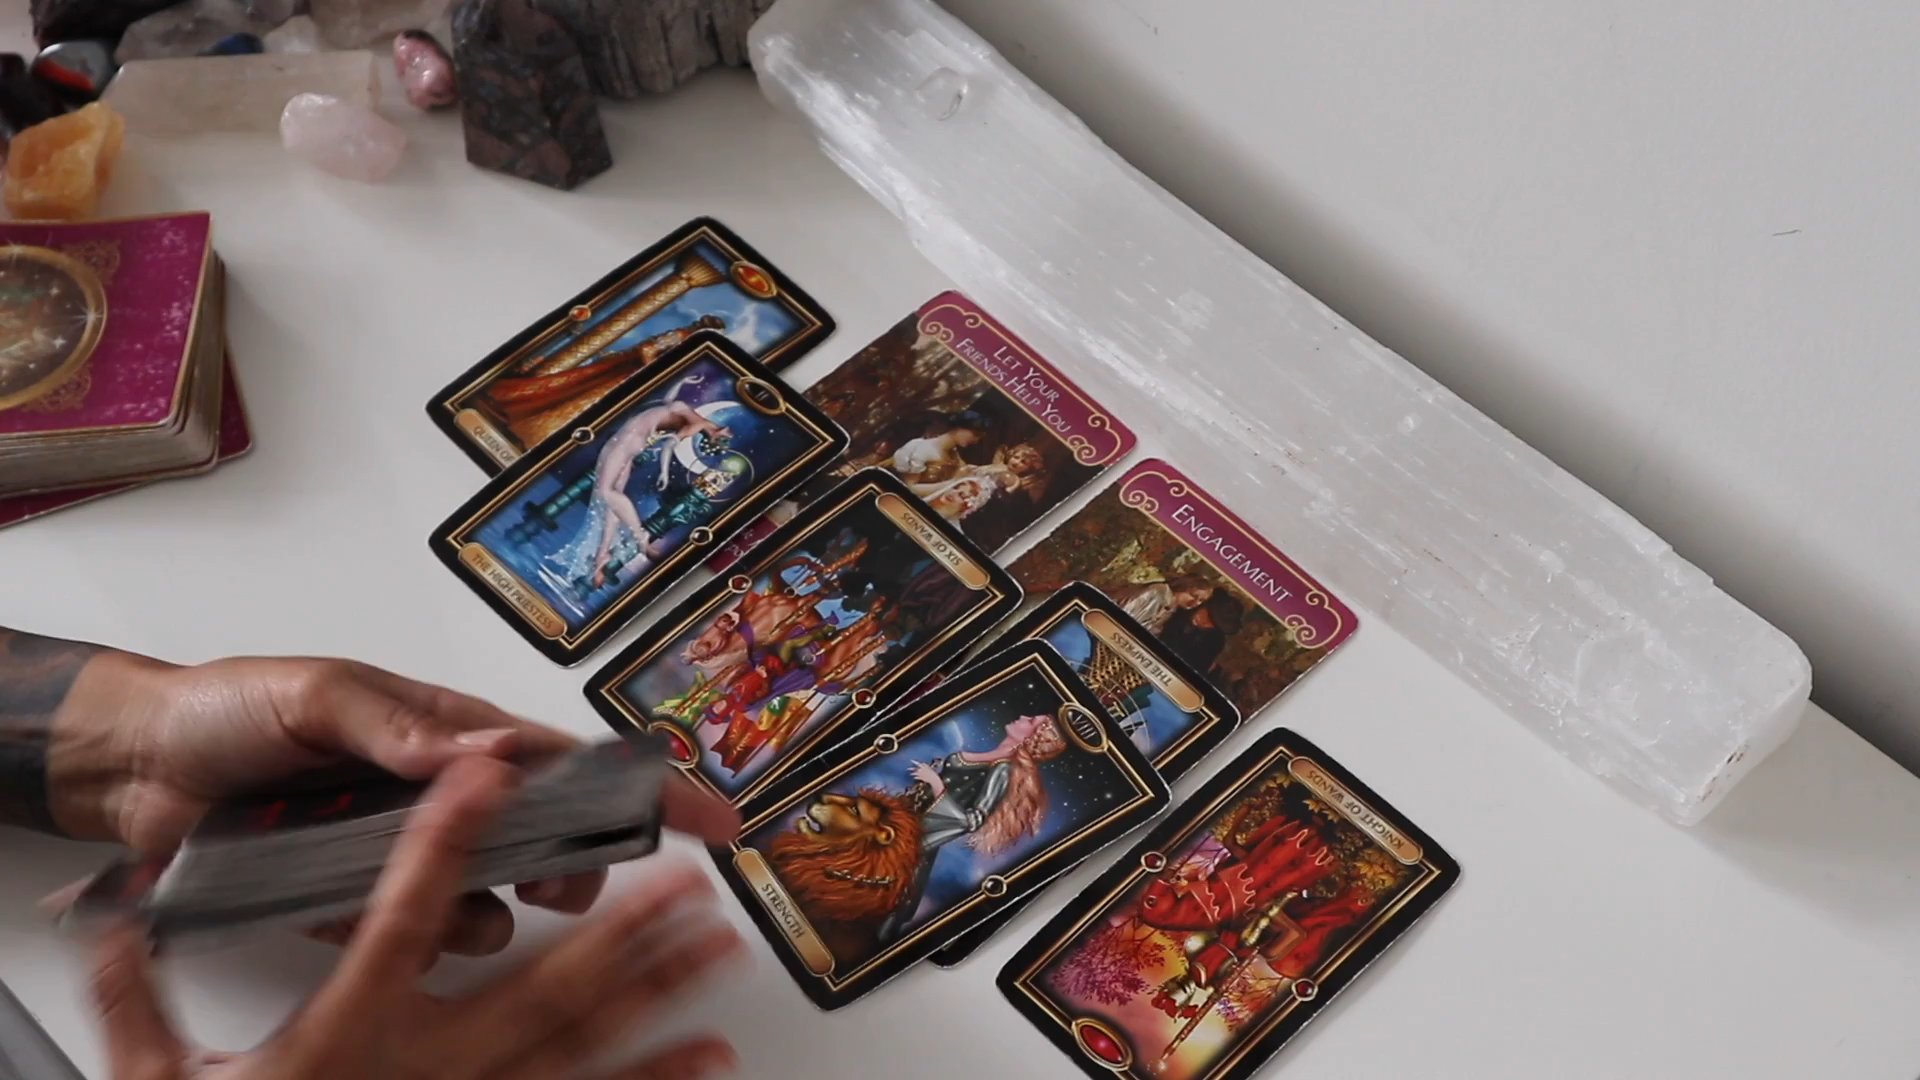 LET YOUR
FRIENDS HELP YOU
ENGAGEMENT
QUEEN OF
II
THE HIGH PRIESTESS
SIX OF WANDS
THE EMPRESS
VIII
STRENGTH
KNIGHT OF WANDS